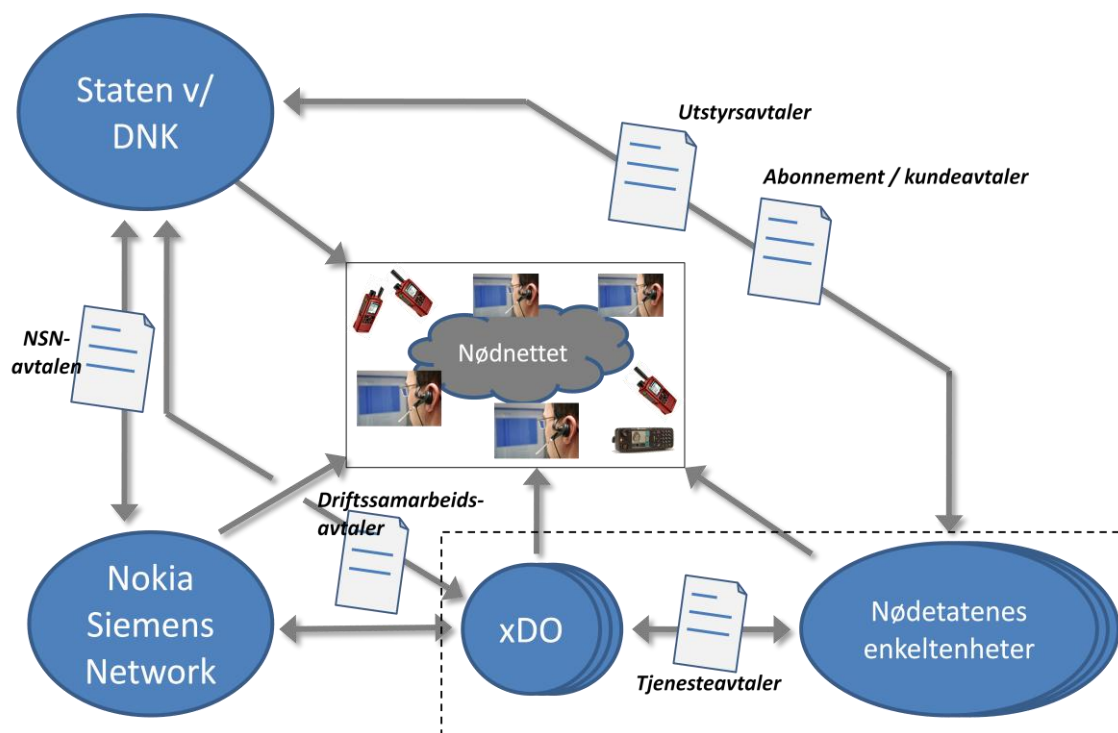 Staten v/
DNK
Utstyrsavtaler
Abonnement / kundeavtaler
NSN-
avtalen
Nødnettet
Driftssamarbeids-
avtaler
Nokia
Siemens
Network
xDO
Nødetatenes
enkeltenheter
Tjenesteavtaler